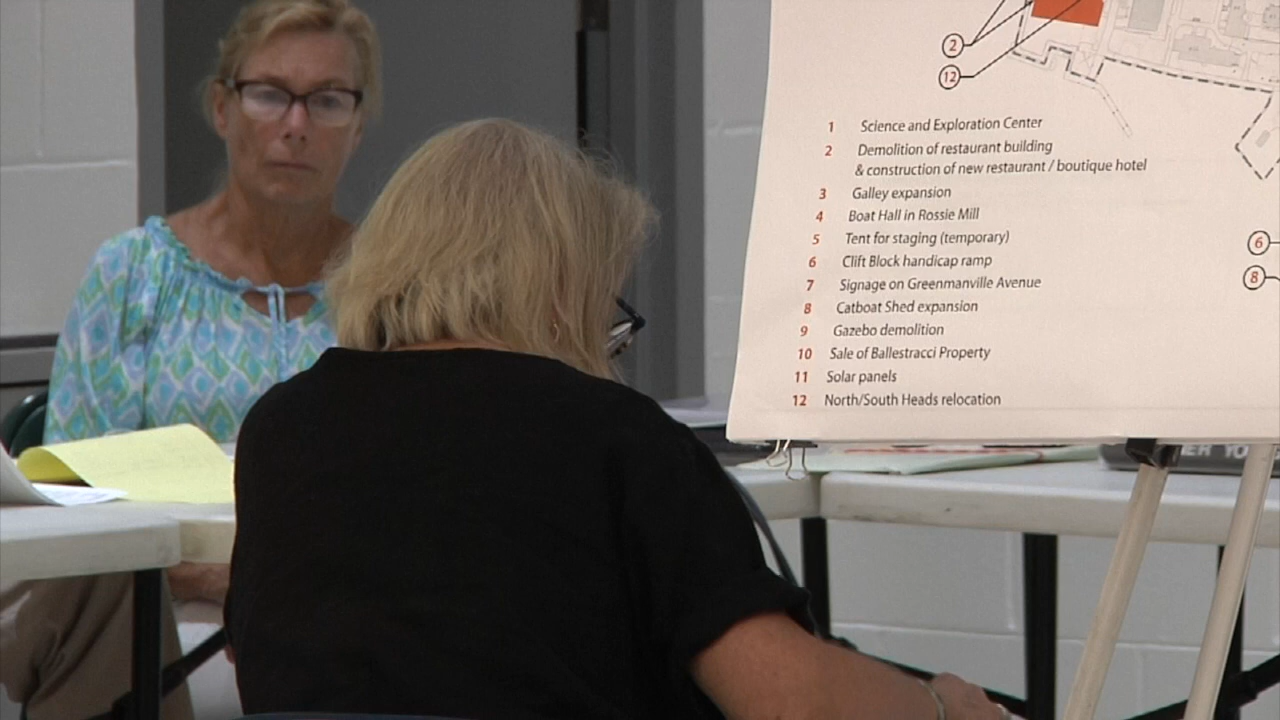 2
12
1 Science and Exploration Center
2 Demolition of restaurant building
& construction of new restaurant / boutique hotel
3 Galley expansion
4 Boat Hall in Rossie Mill
5 Tent for staging (temporary)
6 Clift Block handicap ramp
7 Signage on Greenmanville Avenue
8 Catboat Shed expansion
9 Gazebo demolition
10 Sale of Ballestracci Property
11 Solar panels
12 North/South Heads relocation
6
8